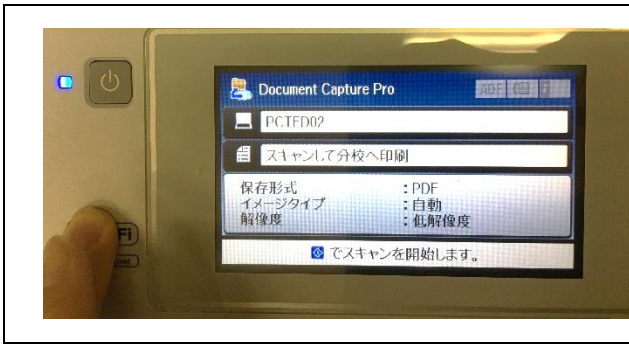 Document Capture Pro
ADF
PCTED02
スキャンして分校へ印刷
保存形式 : PDF
イメージタイプ : 自動
解像度 : 低解像度
でスキャンを開始します。
Fi